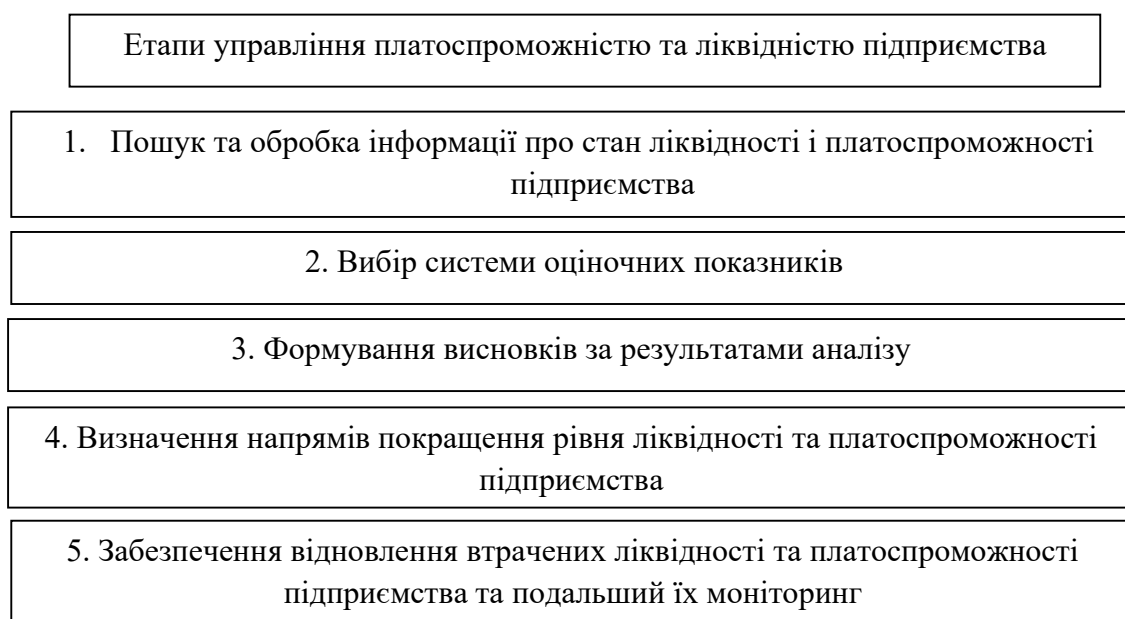 Етапи управління платоспроможністю та ліквідністю підприємства
1. Пошук та обробка інформації про стан ліквідності і платоспроможності
підприємства
2. Вибір системи оціночних показників
3. Формування висновків за результатами аналізу
4. Визначення напрямів покращення рівня ліквідності та платоспроможності
підприємства
5. Забезпечення відновлення втрачених ліквідності та платоспроможності
підприємства та подальший їх моніторинг